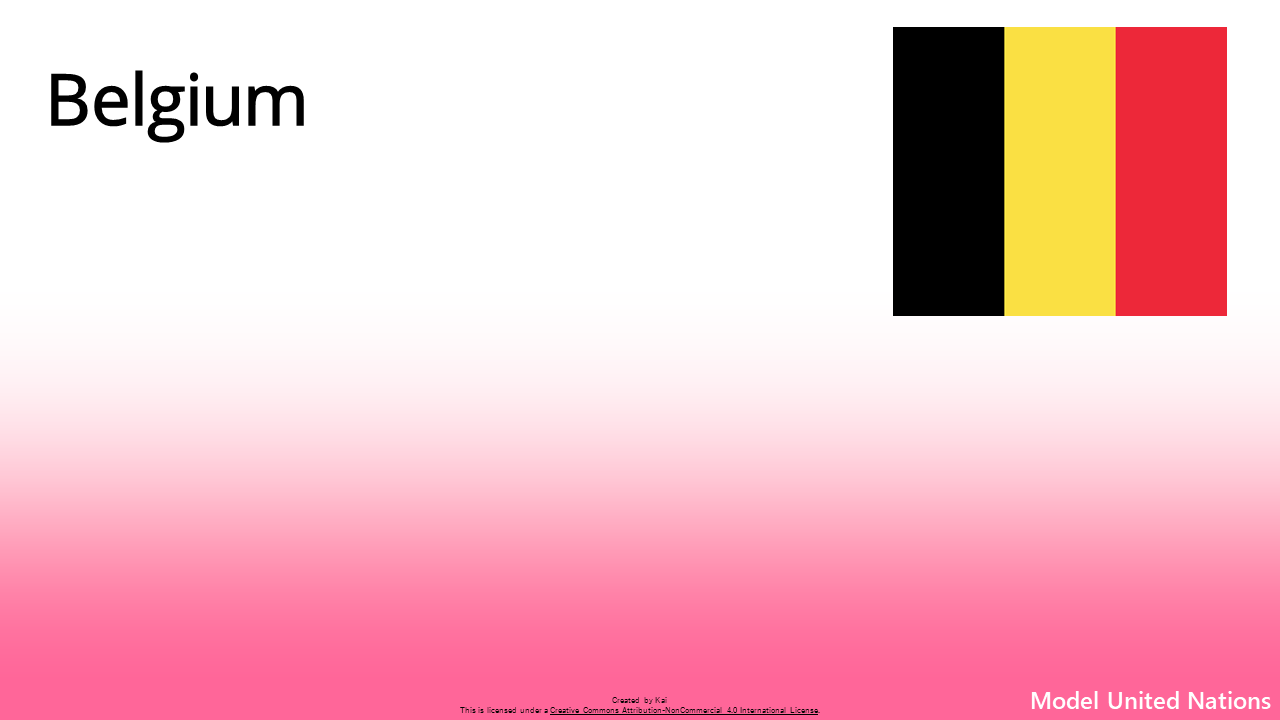 Belgium
Created by Kai
This is licensed under a Creative Commons Attribution-NonCommercial 4.0 International License.
Model United Nations